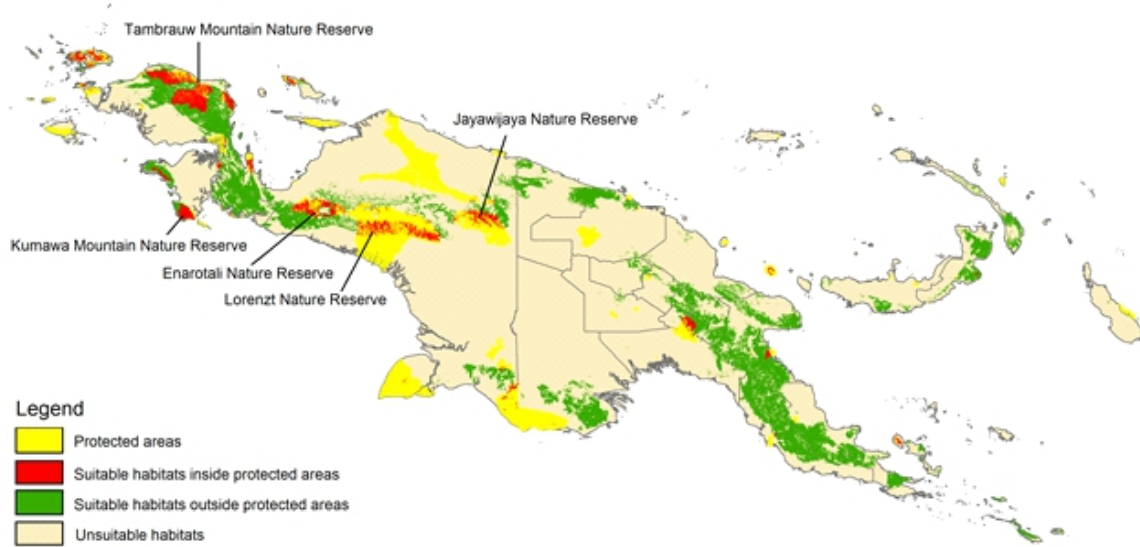 Tambrauw Mountain Nature Reserve
Jayawijaya Nature Reserve
Kumawa Mountain Nature Reserve
Enarotali Nature Reserve
Lorenzt Nature Reserve
Legend
Protected areas
Suitable habitats inside protected areas
Suitable habitats outside protected areas
Unsuitable habitats